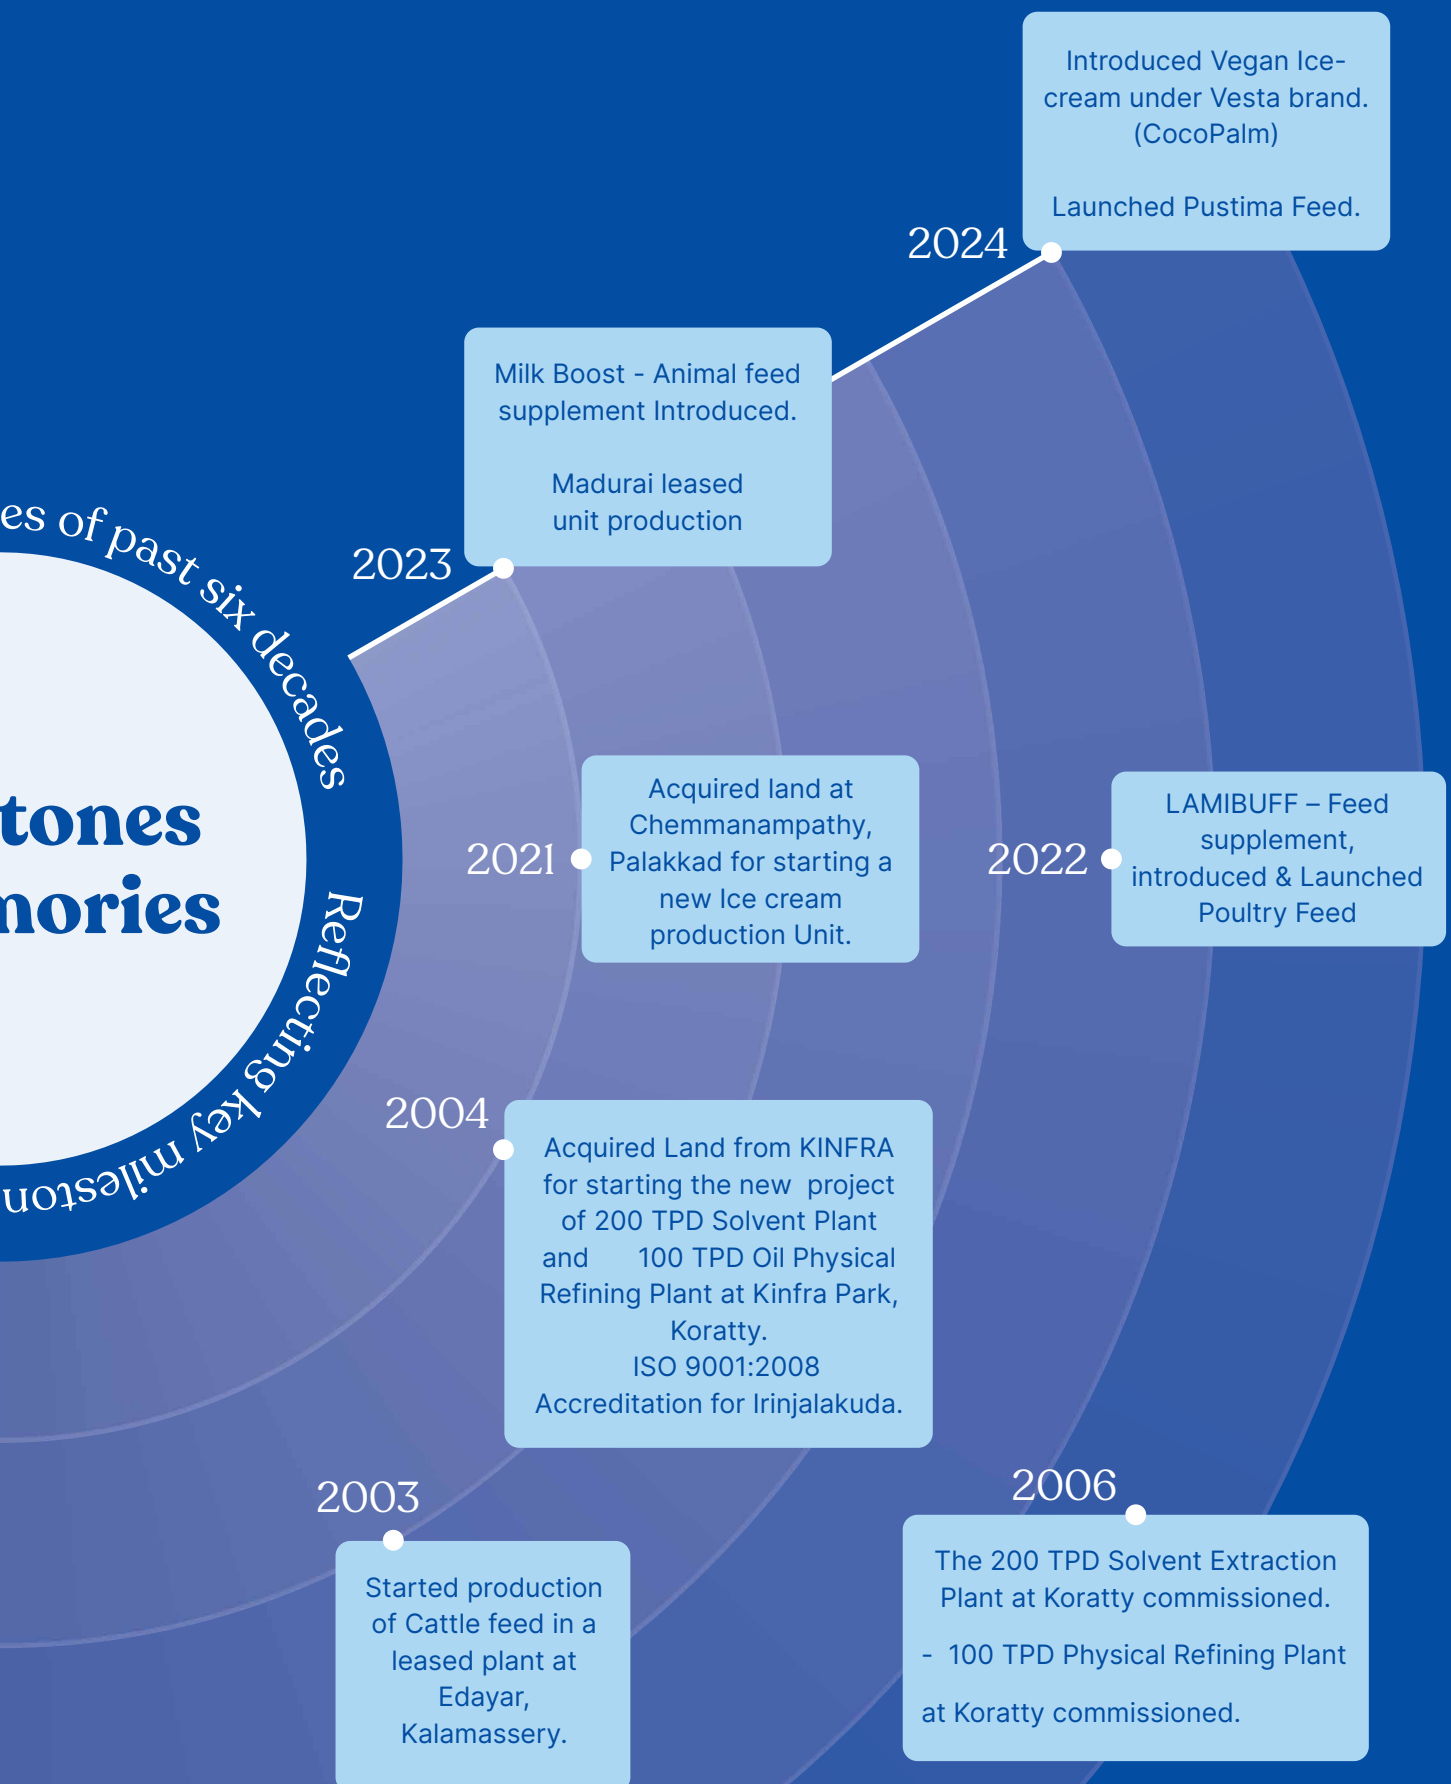 Introduced Vegan Ice-
cream under Vesta brand.
(CocoPalm)
Launched Pustima Feed.
2024
Milk Boost - Animal feed
supplement Introduced.
Madurai leased
unit production
2023
es of past six decades
tones
mories
Reflecting key mileston
2021
Acquired land at
Chemmanampathy,
Palakkad for starting a
new Ice cream
production Unit.
2022
LAMIBUFF – Feed
supplement,
introduced & Launched
Poultry Feed
2004
Acquired Land from KINFRA
for starting the new project
of 200 TPD Solvent Plant
and 100 TPD Oil Physical
Refining Plant at Kinfra Park,
Koratty.
ISO 9001:2008
Accreditation for Irinjalakuda.
2003
Started production
of Cattle feed in a
leased plant at
Edayar,
Kalamassery.
2006
The 200 TPD Solvent Extraction
Plant at Koratty commissioned.
- 100 TPD Physical Refining Plant
at Koratty commissioned.